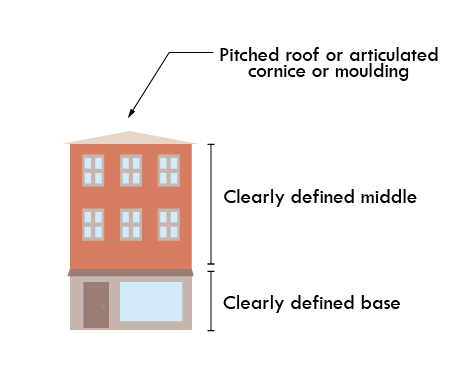 Pitched roof or articulated
cornice or moulding
Clearly defined middle
Clearly defined base